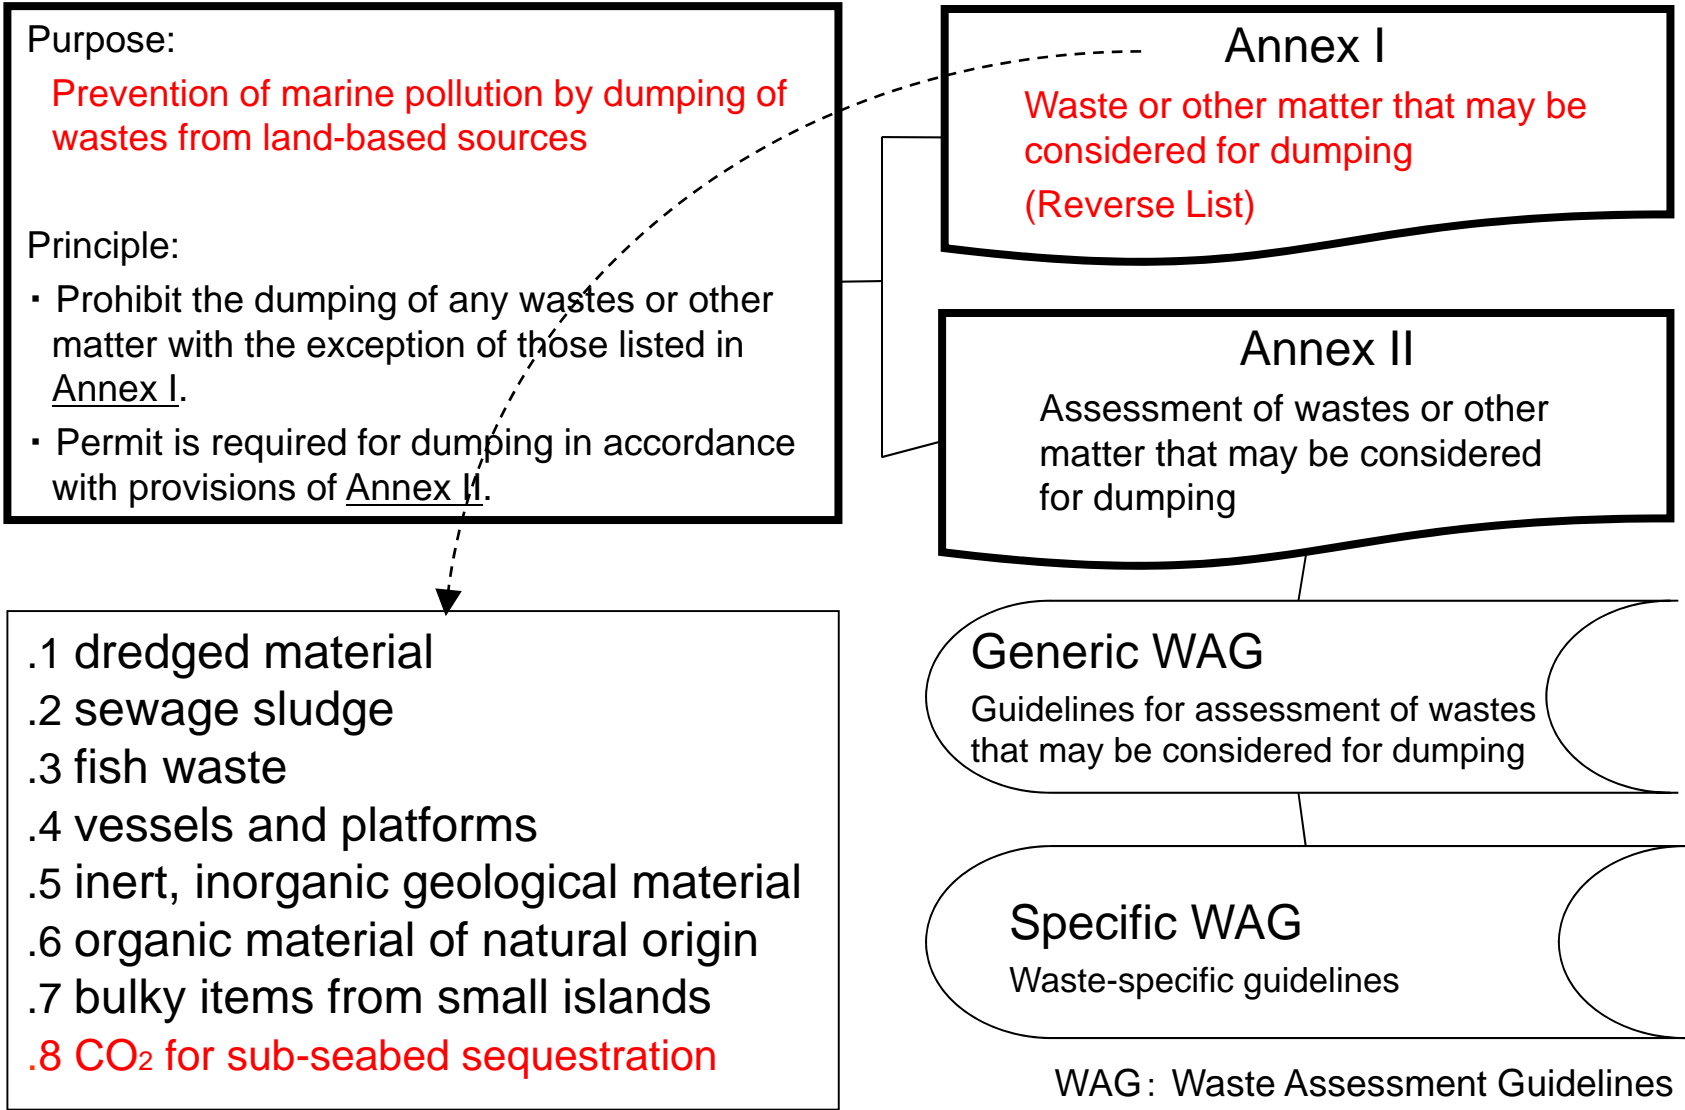 Purpose:
Prevention of marine pollution by dumping of
wastes from land-based sources
Principle:
・Prohibit the dumping of any wastes or other
matter with the exception of those listed in
Annex I.
・Permit is required for dumping in accordance
with provisions of Annex II.
Annex I
Waste or other matter that may be
considered for dumping
(Reverse List)
Annex II
Assessment of wastes or other
matter that may be considered
for dumping
.1 dredged material
.2 sewage sludge
.3 fish waste
.4 vessels and platforms
.5 inert, inorganic geological material
.6 organic material of natural origin
.7 bulky items from small islands
.8 CO2 for sub-seabed sequestration
Generic WAG
Guidelines for assessment of wastes
that may be considered for dumping
Specific WAG
Waste-specific guidelines
WAG：Waste Assessment Guidelines